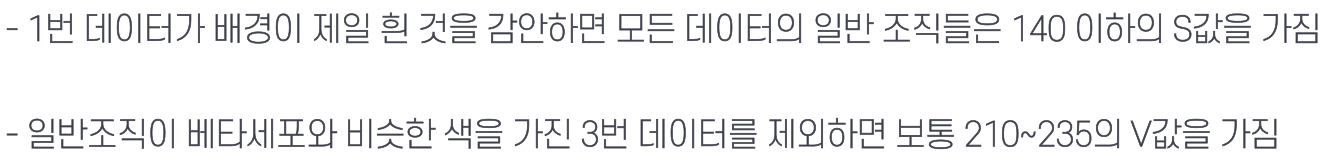 - 1번 데이터가 배경이 제일 흰 것을 감안하면 모든 데이터의 일반 조직들은 140 이하의 S값을 가짐
- 일반조직이 베타세포와 비슷한 색을 가진 3번 데이터를 제외하면 보통 210~235의 V값을 가짐